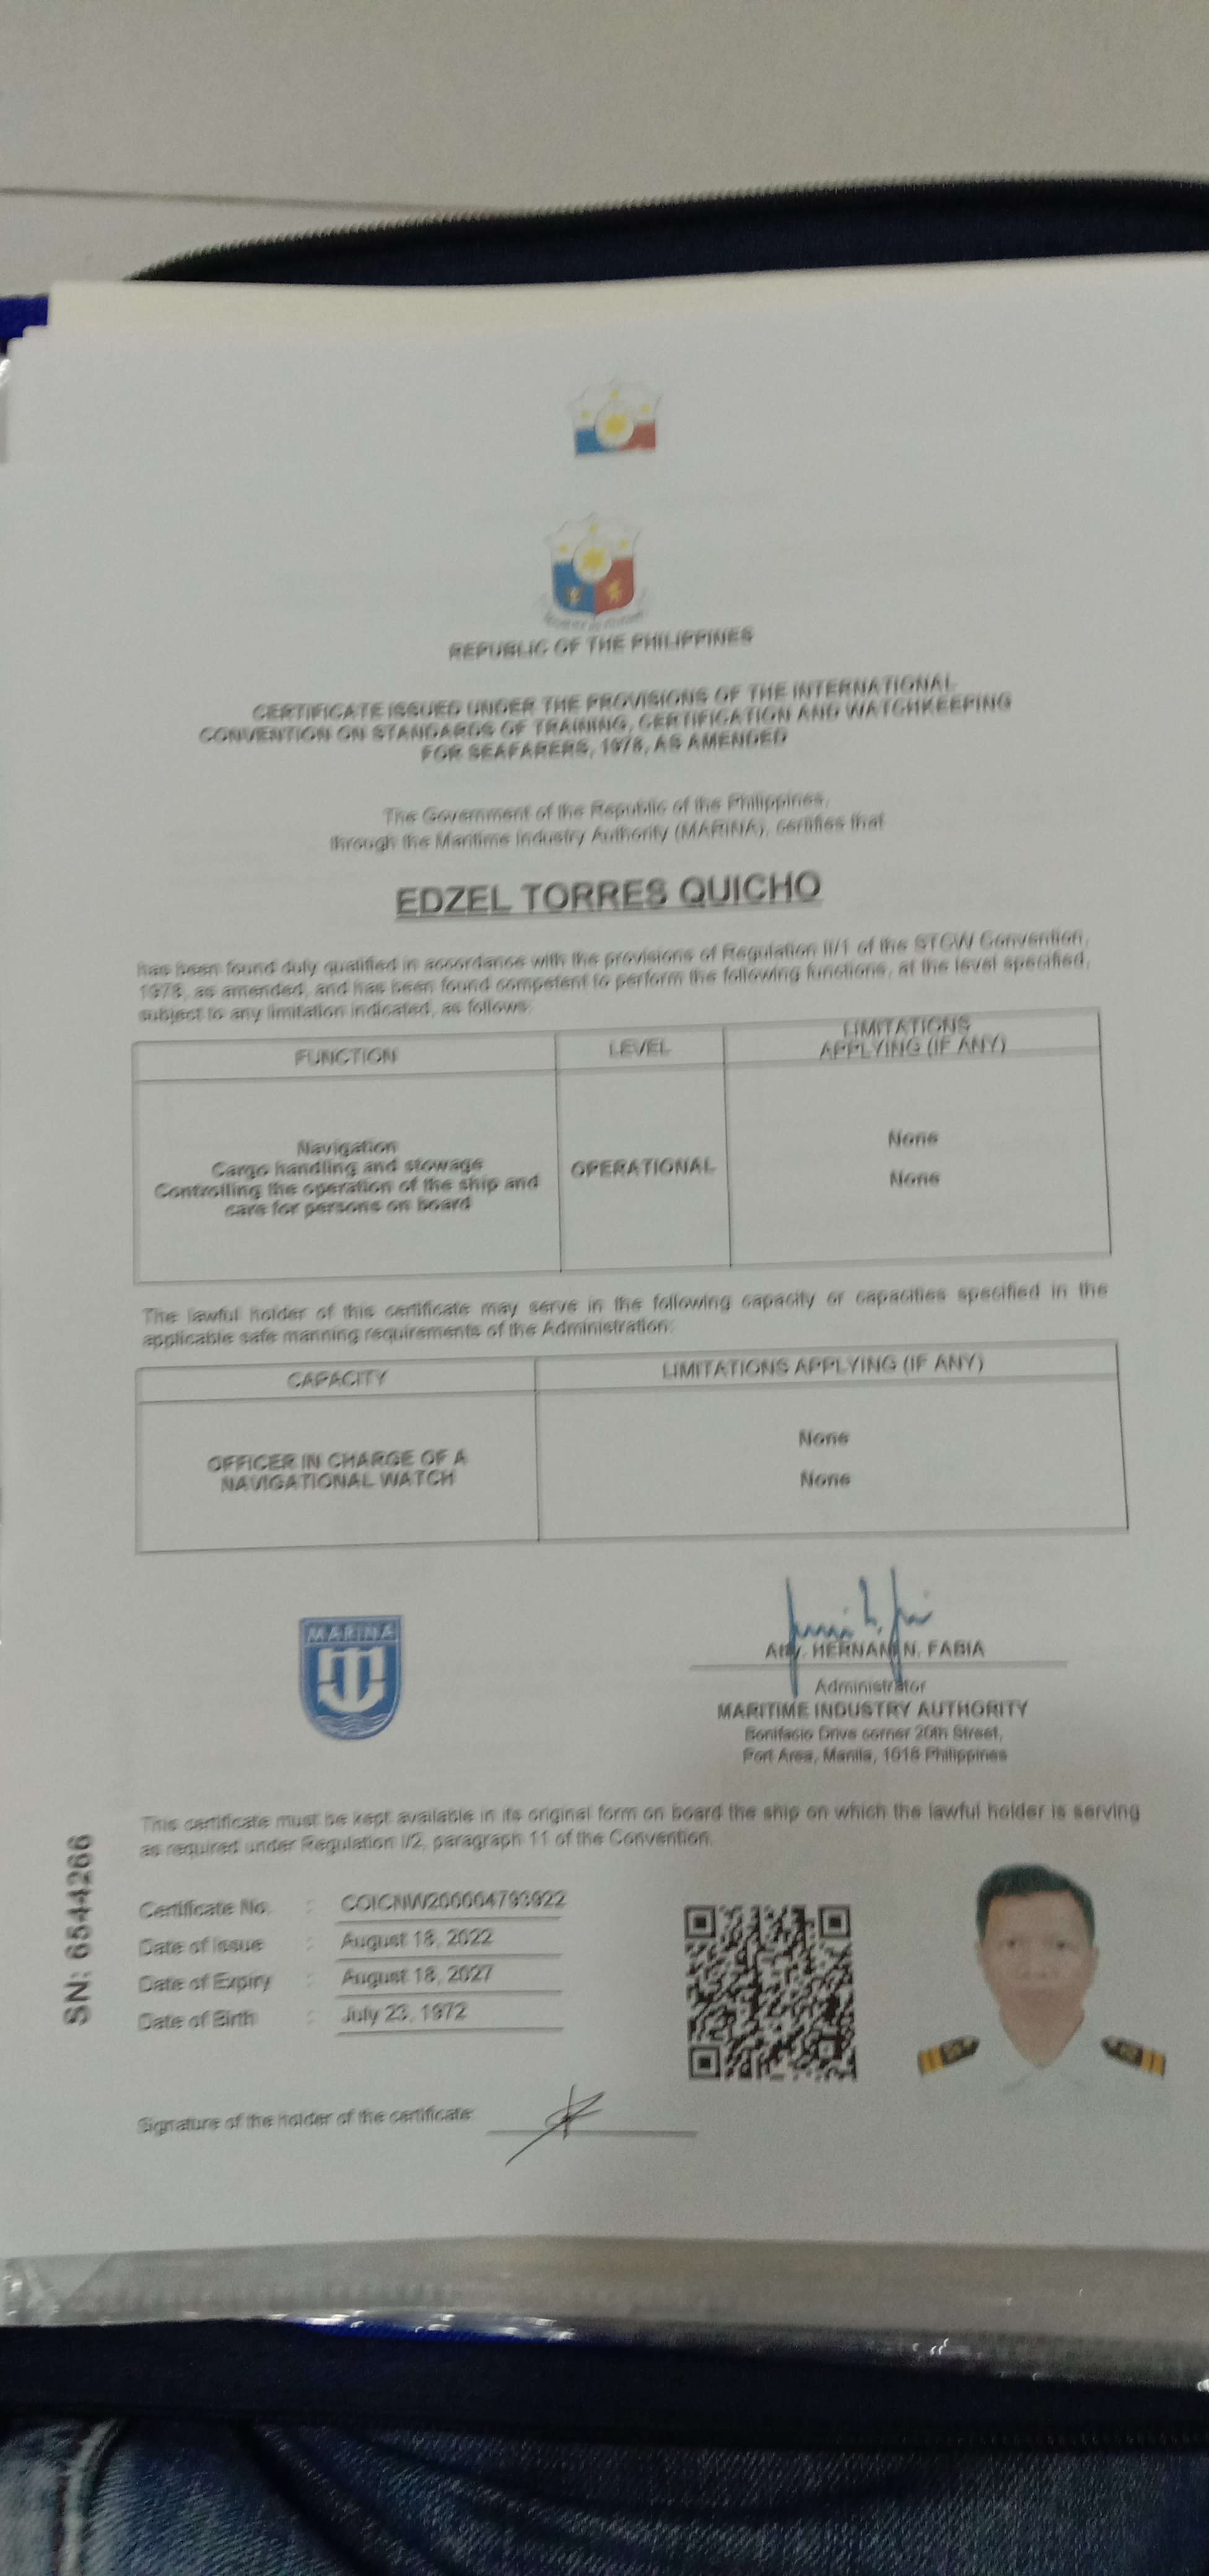 REPUBLIC OF THE PHILIPPINES
CERTIFICATE ISSUED UNDER THE PROVISIONS OF THE INTERNATIONAL
CONVENTION ON STANDARDS OF TRAINING, CERTIFICATION AND WATCHKEEPING
FOR SEAFARERS, 1978, AS AMENDED
The Government of the Republic of the Philippines,
through the Maritime Industry Authority (MARINA), certifies that
EDZEL TORRES QUICHO
has been found duly qualified in accordance with the provisions of Regulation II/1 of the STCW Convention,
1978, as amended, and has been found competent to perform the following functions, at the level specified,
subject to any limitation indicated, as follows:
FUNCTION LEVEL LIMITATIONS
APPLYING (IF ANY)
Navigation
Cargo handling and stowage
Controlling the operation of the ship and
care for persons on board
OPERATIONAL
None
None
The lawful holder of this certificate may serve in the following capacity or capacities specified in the
applicable safe manning requirements of the Administration:
CAPACITY LIMITATIONS APPLYING (IF ANY)
OFFICER IN CHARGE OF A
NAVIGATIONAL WATCH
None
None
MARINA
Atty. HERNANI N. FABIA
Administrator
MARITIME INDUSTRY AUTHORITY
Bonifacio Drive corner 20th Street,
Port Area, Manila, 1018 Philippines
This certificate must be kept available in its original form on board the ship on which the lawful holder is serving
as required under Regulation I/2, paragraph 11 of the Convention.
SN: 6544266
Certificate No. : COICNW200004793922
Date of Issue : August 18, 2022
Date of Expiry : August 18, 2027
Date of Birth : July 23, 1972
Signature of the holder of the certificate: